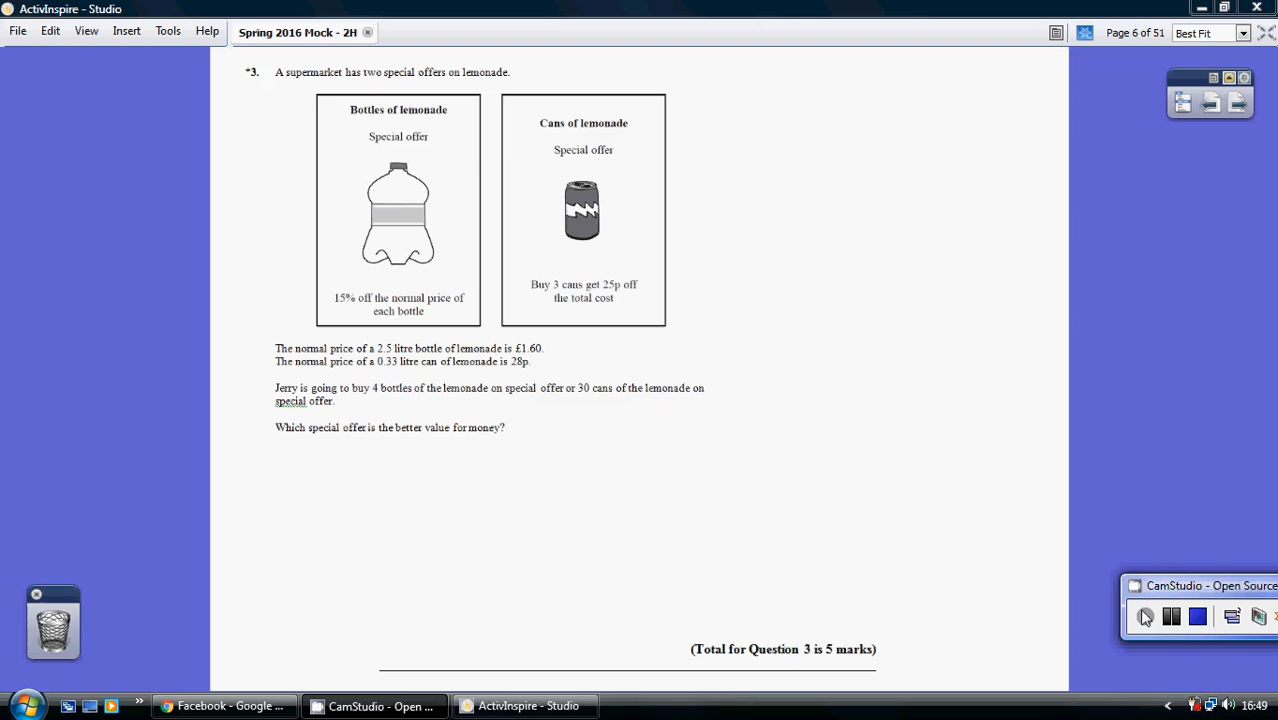 ActivInspire - Studio
File Edit View Insert Tools Help
Spring 2016 Mock - 2H
Page 6 of 51
Best Fit
*3. A supermarket has two special offers on lemonade.
Bottles of lemonade
Special offer
15% off the normal price of
each bottle
Cans of lemonade
Special offer
Buy 3 cans get 25p off
the total cost
The normal price of a 2.5 litre bottle of lemonade is £1.60.
The normal price of a 0.33 litre can of lemonade is 28p.
Jerry is going to buy 4 bottles of the lemonade on special offer or 30 cans of the lemonade on
special offer.
Which special offer is the better value for money?
CamStudio - Open Source
(Total for Question 3 is 5 marks)
Facebook - Google ...
CamStudio - Open ...
ActivInspire - Studio
16:49